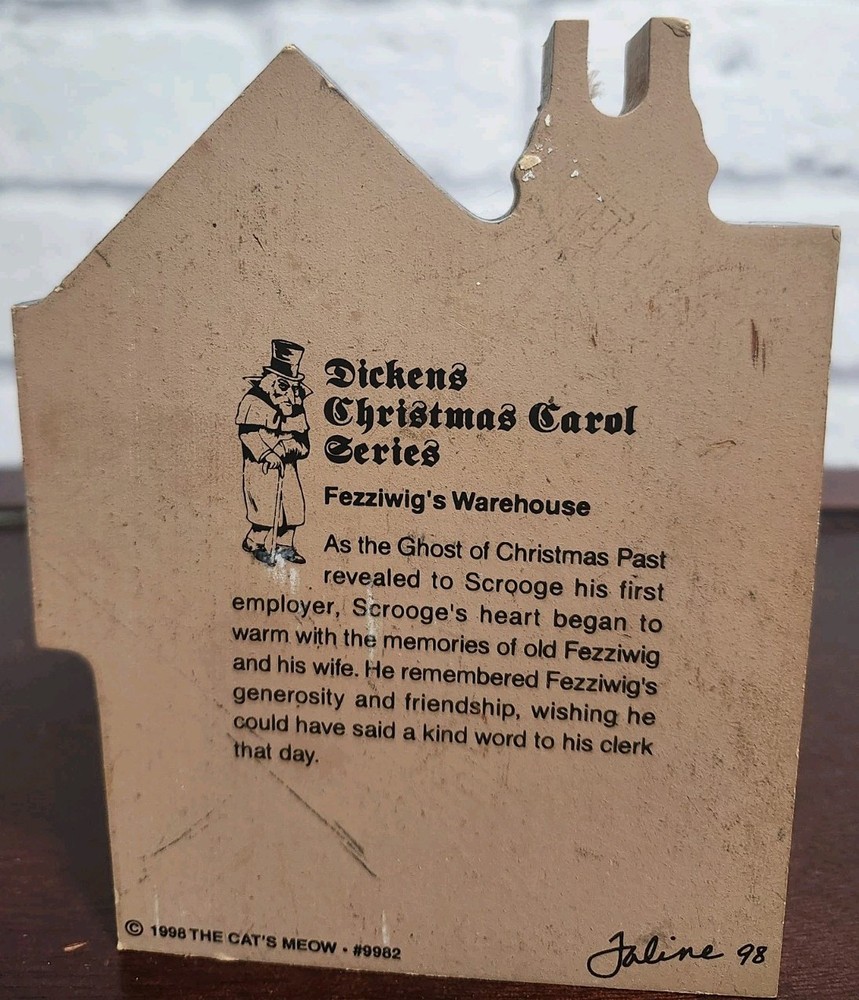 Dickens
Christmas Carol
Series
Fezziwig's Warehouse
As the Ghost of Christmas Past
revealed to Scrooge his first
employer, Scrooge's heart began to
warm with the memories of old Fezziwig
and his wife. He remembered Fezziwig's
generosity and friendship, wishing he
could have said a kind word to his clerk
that day.
© 1998 THE CAT'S MEOW • #9982
Faline 98